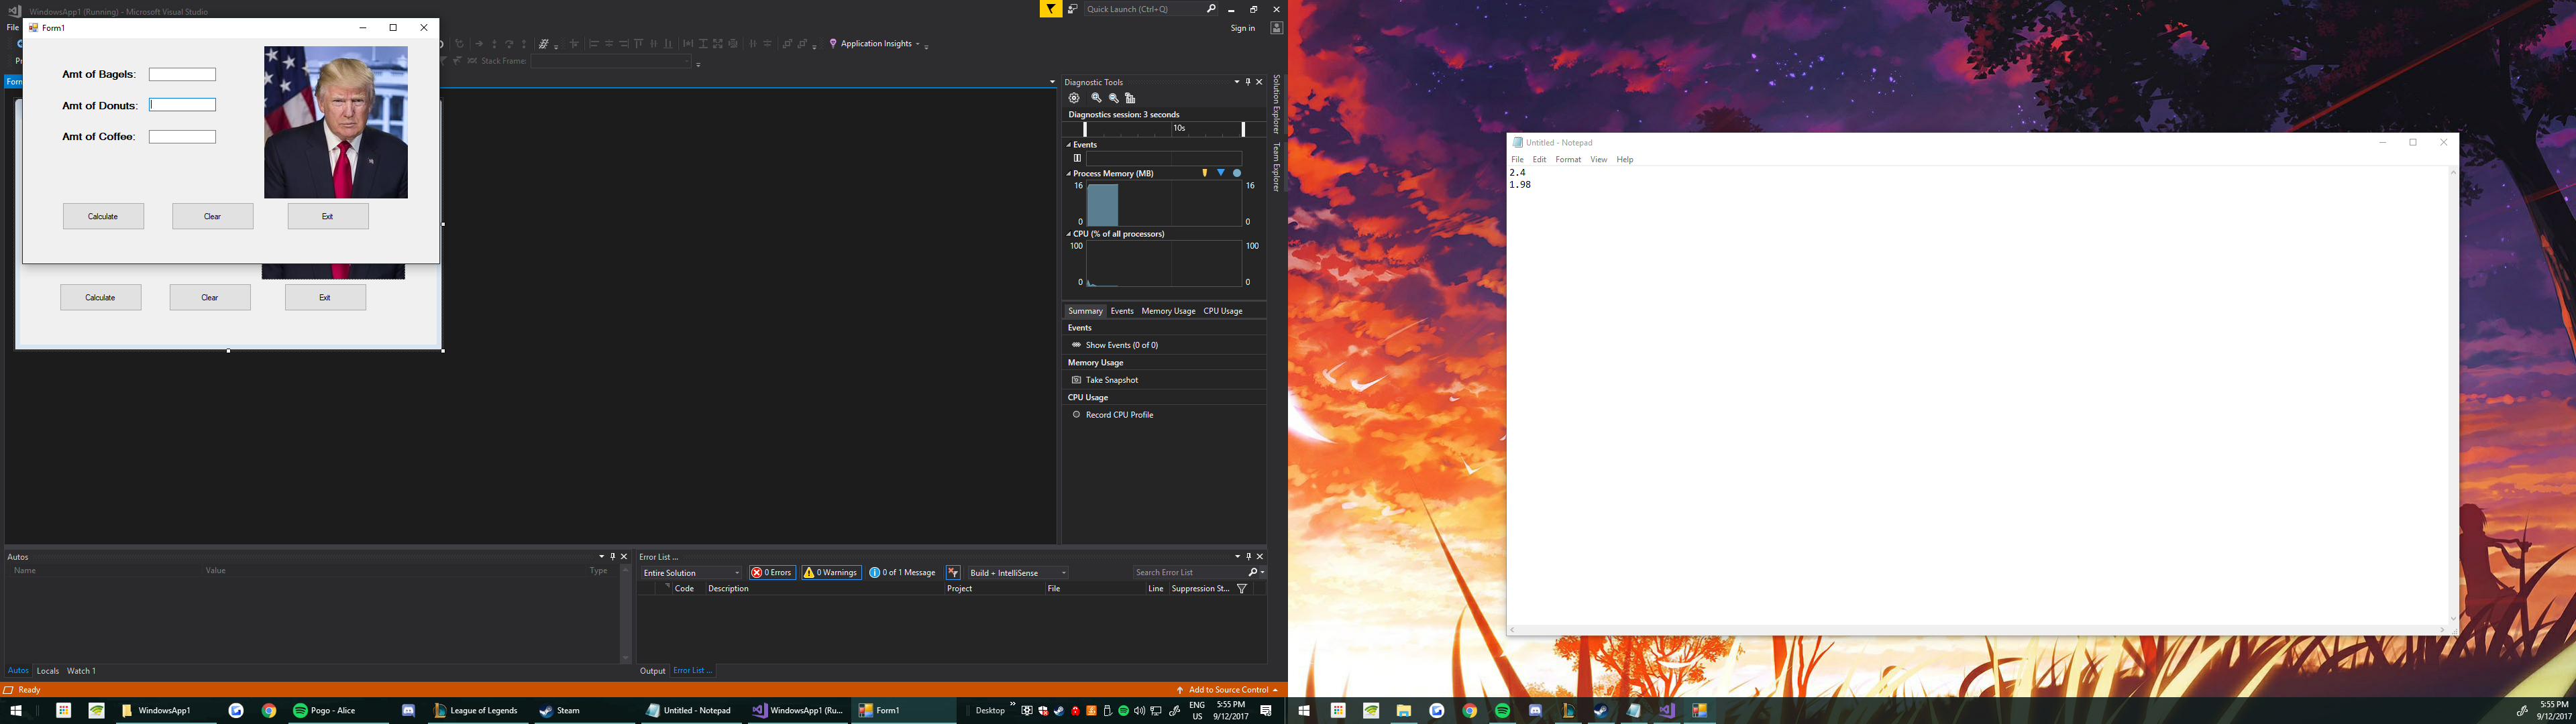 WindowsApp1 (Running) - Microsoft Visual Studio
Quick Launch (Ctrl+Q)
File
Sign in
Form1
Application Insights
Stack Frame:
Amt of Bagels:
Amt of Donuts:
Amt of Coffee:
Calculate Clear Exit
Calculate Clear Exit
Diagnostic Tools
Diagnostics session: 3 seconds
10s
Events
Process Memory (MB)
16 16
0 0
CPU (% of all processors)
100 100
0 0
Summary Events Memory Usage CPU Usage
Events
Show Events (0 of 0)
Memory Usage
Take Snapshot
CPU Usage
Record CPU Profile
Solution Explorer
Team Explorer
Autos
Name Value Type
Autos Locals Watch 1
Error List ...
Entire Solution 0 Errors 0 Warnings 0 of 1 Message Build + IntelliSense Search Error List
Code Description Project File Line Suppression St...
Output Error List ...
Ready
Add to Source Control
WindowsApp1 Pogo - Alice League of Legends Steam Untitled - Notepad WindowsApp1 (Ru... Form1 Desktop
ENG
US
5:55 PM
9/12/2017
Untitled - Notepad
File Edit Format View Help
2.4
1.98
5:55 PM
9/12/2017